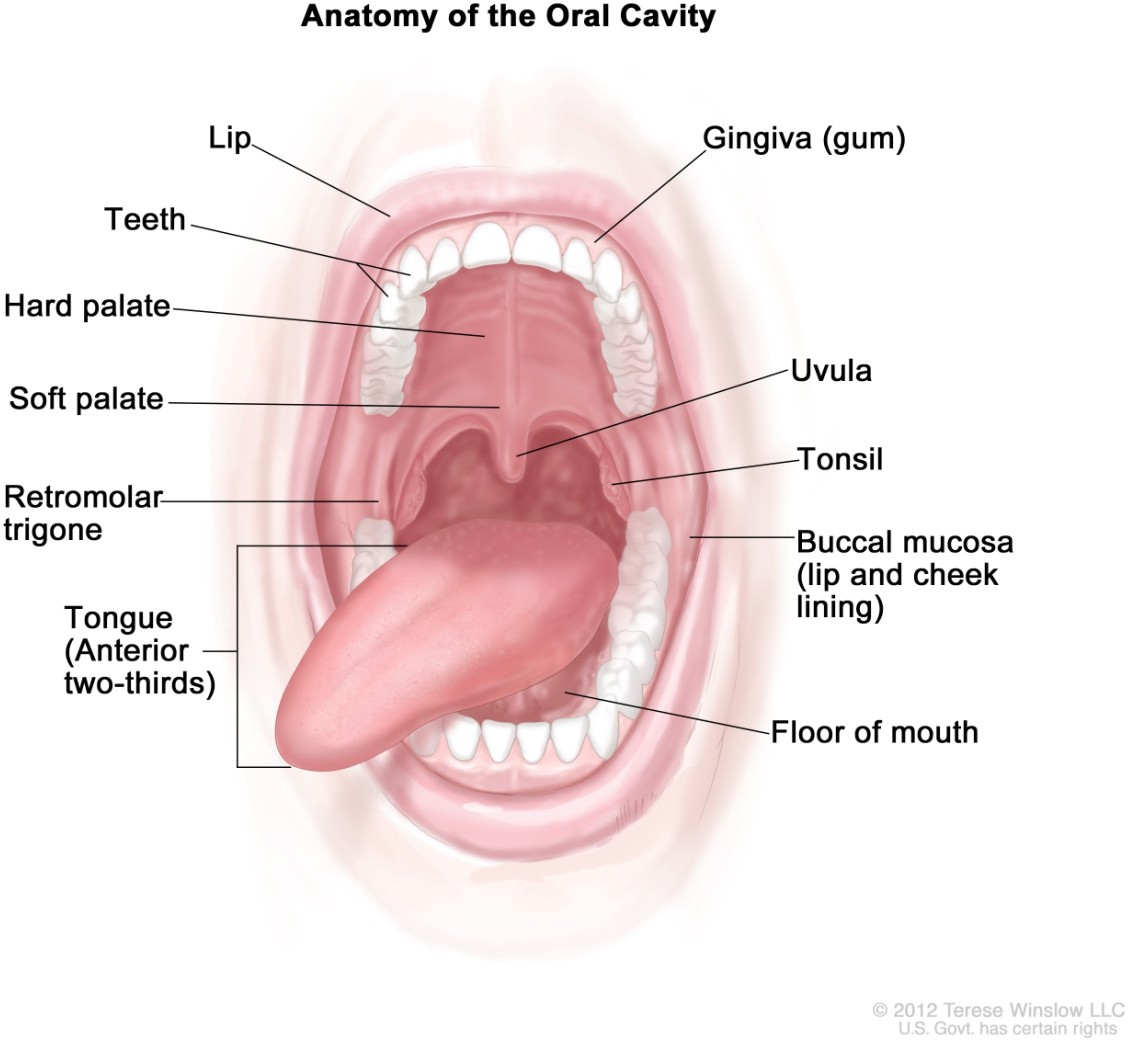 Anatomy of the Oral Cavity
Lip
Gingiva (gum)
Teeth
Hard palate
Uvula
Soft palate
Tonsil
Retromolar
trigone
Buccal mucosa
(lip and cheek
lining)
Tongue
(Anterior
two-thirds)
Floor of mouth
© 2012 Terese Winslow LLC
U.S. Govt. has certain rights